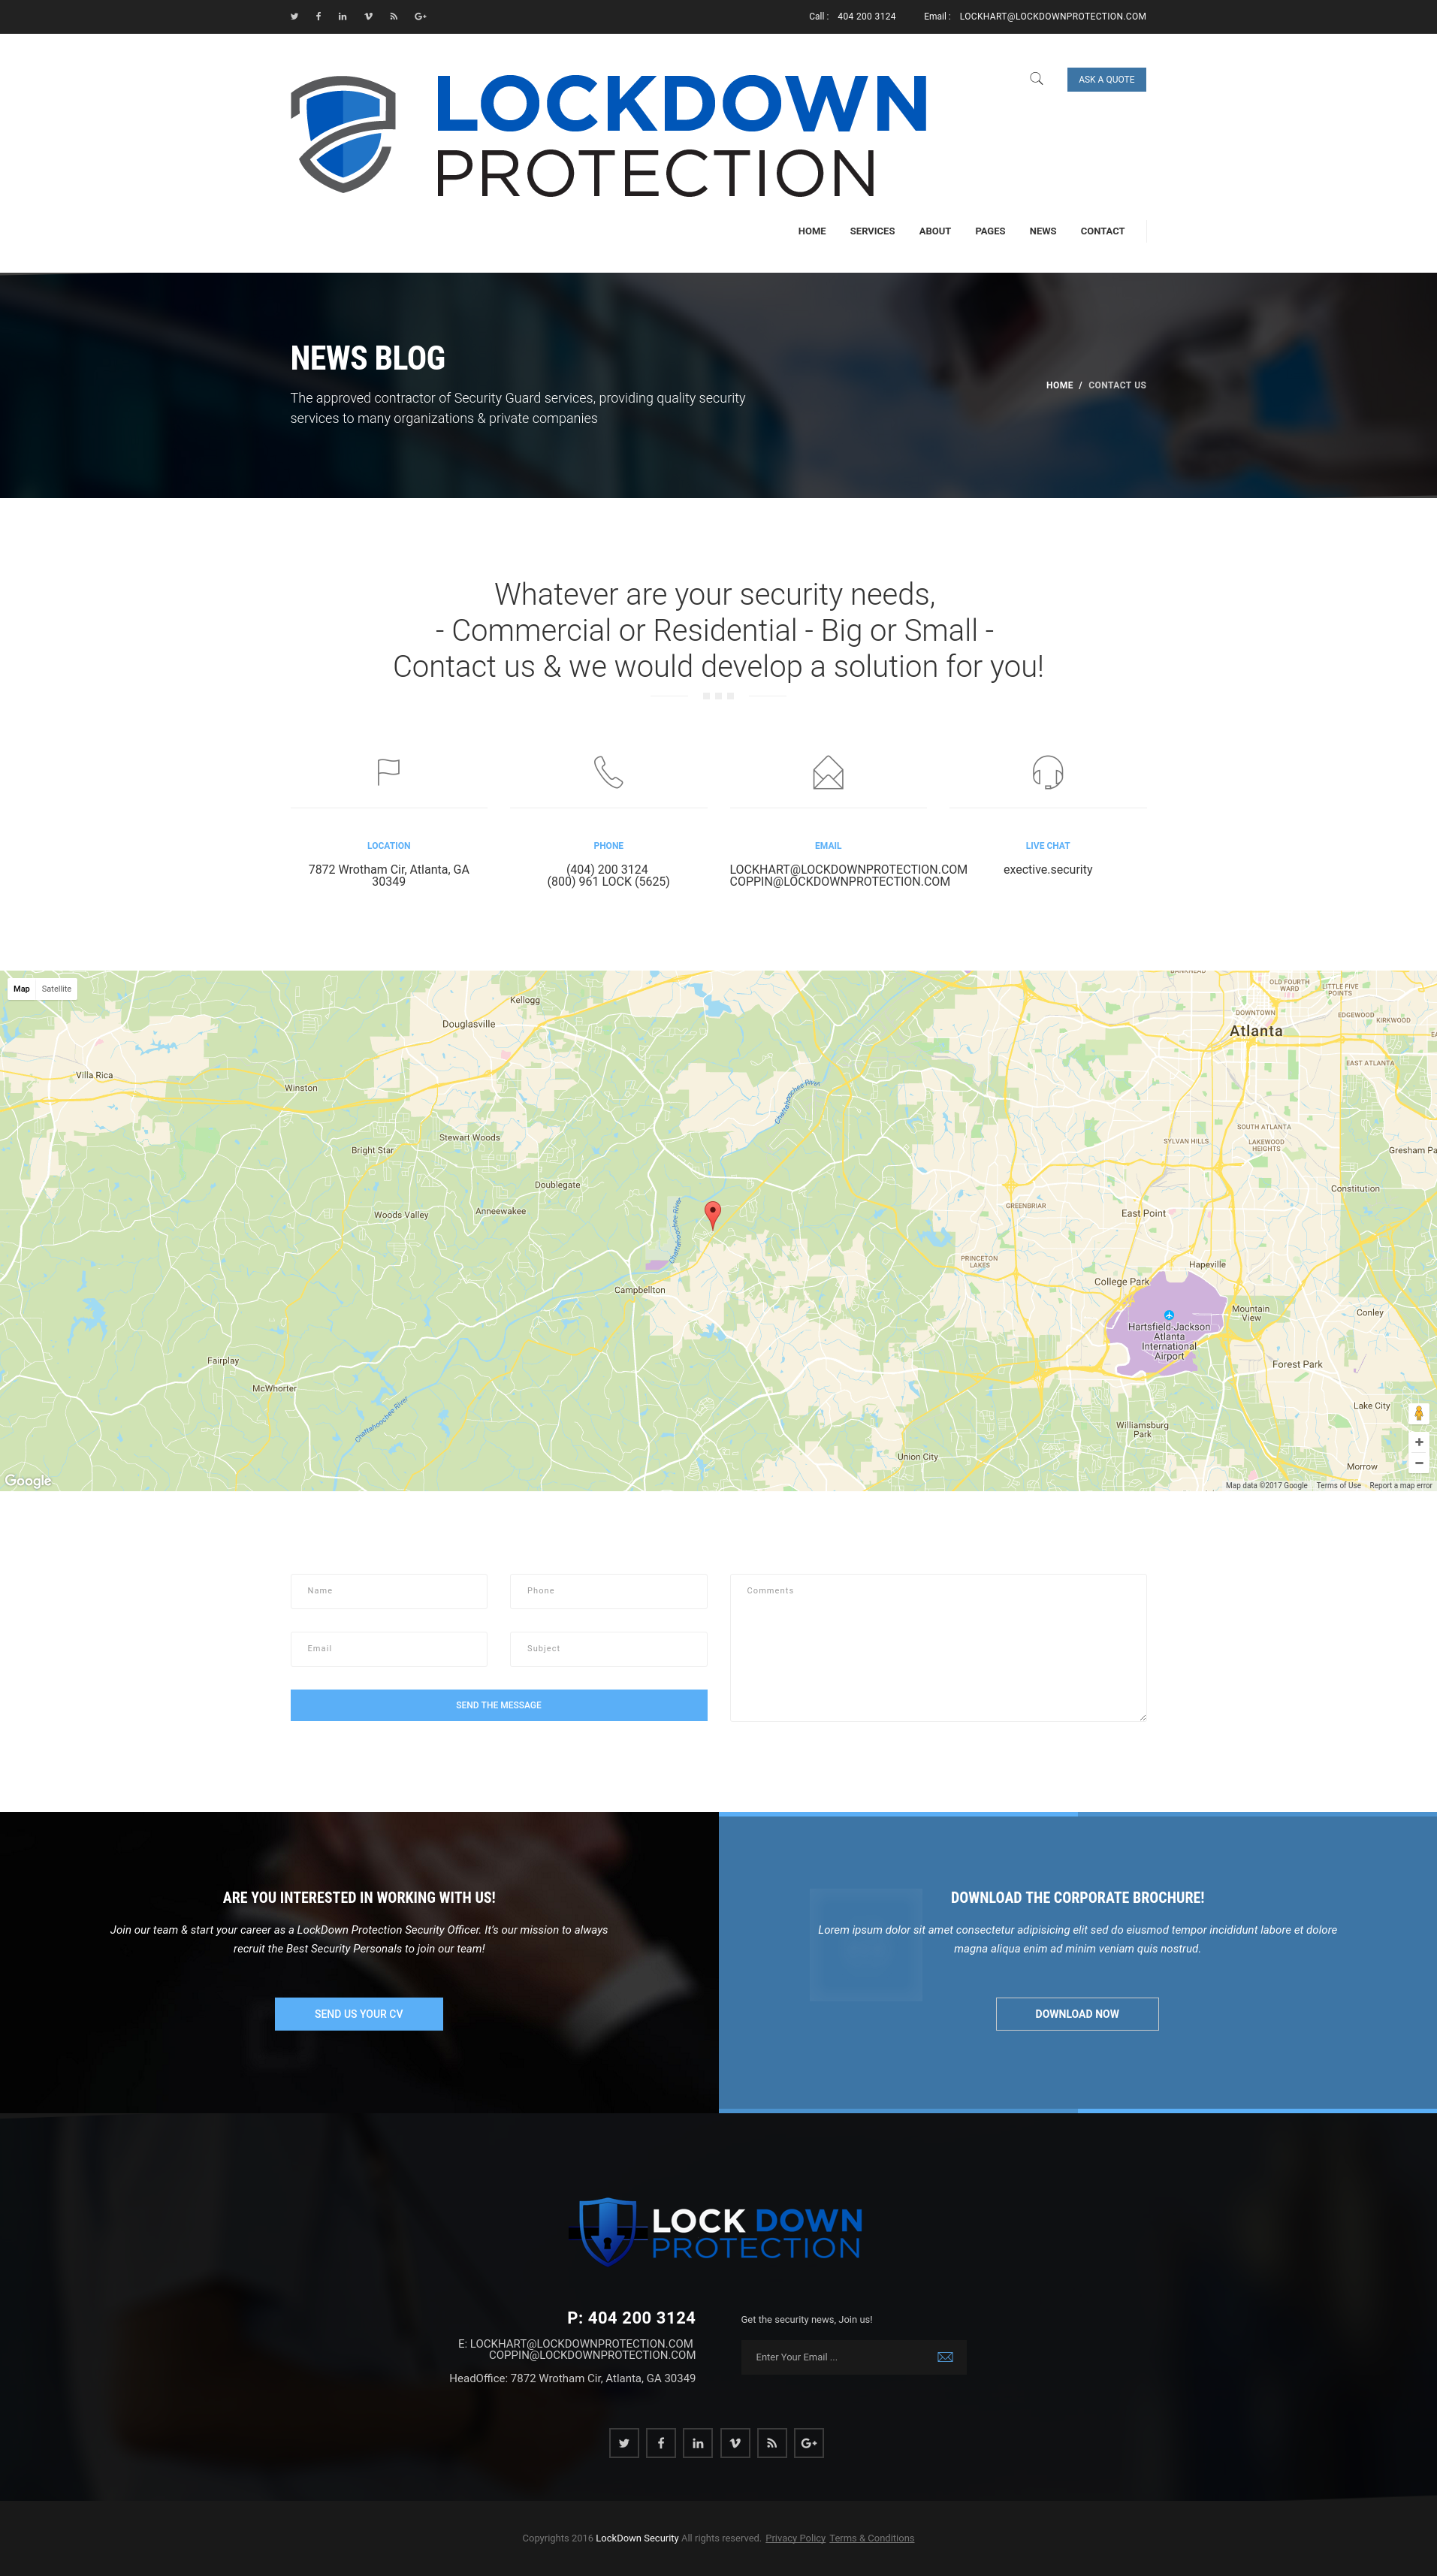 Call : 404 200 3124 Email : LOCKHART@LOCKDOWNPROTECTION.COM
LOCKDOWN
PROTECTION
ASK A QUOTE
HOME SERVICES ABOUT PAGES NEWS CONTACT
NEWS BLOG
The approved contractor of Security Guard services, providing quality security
services to many organizations & private companies
HOME / CONTACT US
Whatever are your security needs,
- Commercial or Residential - Big or Small -
Contact us & we would develop a solution for you!
LOCATION
7872 Wrotham Cir, Atlanta, GA
30349
PHONE
(404) 200 3124
(800) 961 LOCK (5625)
EMAIL
LOCKHART@LOCKDOWNPROTECTION.COM
COPPIN@LOCKDOWNPROTECTION.COM
LIVE CHAT
exective.security
Map Satellite
BANKHEAD
OLD FOURTH
WARD
LITTLE FIVE
POINTS
Kellogg
Douglasville
DOWNTOWN
EDGEWOOD
KIRKWOOD
Atlanta
EAST ATLANTA
Villa Rica
Winston
Chattahoochee River
SOUTH ATLANTA
Stewart Woods
SYLVAN HILLS
LAKEWOOD
HEIGHTS
Bright Star
Gresham Pa
Doublegate
Constitution
Chattahoochee River
GREENBRIAR
Anneewakee
Woods Valley
East Point
PRINCETON
LAKES
Hapeville
College Park
Campbellton
Mountain
View
Conley
Hartsfield-Jackson
Atlanta
International
Airport
Fairplay
Forest Park
McWhorter
Chattahoochee River
Lake City
Williamsburg
Park
Union City
Morrow
Google
Map data ©2017 Google Terms of Use Report a map error
Name
Phone
Comments
Email
Subject
SEND THE MESSAGE
ARE YOU INTERESTED IN WORKING WITH US!
Join our team & start your career as a LockDown Protection Security Officer. It's our mission to always
recruit the Best Security Personals to join our team!
SEND US YOUR CV
DOWNLOAD THE CORPORATE BROCHURE!
Lorem ipsum dolor sit amet consectetur adipisicing elit sed do eiusmod tempor incididunt labore et dolore
magna aliqua enim ad minim veniam quis nostrud.
DOWNLOAD NOW
LOCK DOWN
PROTECTION
P: 404 200 3124
E: LOCKHART@LOCKDOWNPROTECTION.COM
COPPIN@LOCKDOWNPROTECTION.COM
HeadOffice: 7872 Wrotham Cir, Atlanta, GA 30349
Get the security news, Join us!
Enter Your Email ...
Copyrights 2016 LockDown Security All rights reserved. Privacy Policy Terms & Conditions